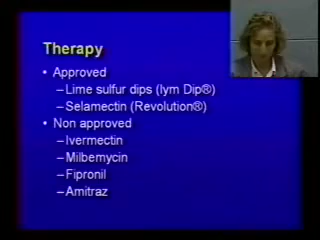 Therapy
• Approved
–Lime sulfur dips (lym Dip®)
–Selamectin (Revolution®)
• Non approved
–Ivermectin
–Milbemycin
–Fipronil
–Amitraz